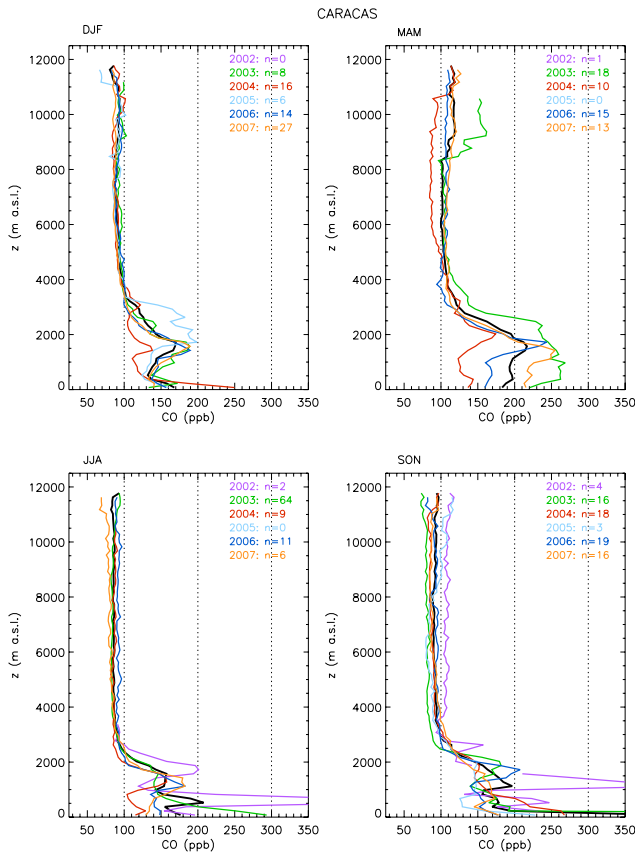 CARACAS
DJF
12000
10000
8000
6000
4000
2000
0
z (m a.s.l.)
2002: n=0
2003: n=8
2004: n=16
2005: n=6
2006: n=14
2007: n=27
50 100 150 200 250 300 350
CO (ppb)
MAM
12000
10000
8000
6000
4000
2000
0
z (m a.s.l.)
2002: n=1
2003: n=18
2004: n=10
2005: n=0
2006: n=15
2007: n=13
50 100 150 200 250 300 350
CO (ppb)
JJA
12000
10000
8000
6000
4000
2000
0
z (m a.s.l.)
2002: n=2
2003: n=64
2004: n=9
2005: n=0
2006: n=11
2007: n=6
50 100 150 200 250 300 350
CO (ppb)
SON
12000
10000
8000
6000
4000
2000
0
z (m a.s.l.)
2002: n=4
2003: n=16
2004: n=18
2005: n=3
2006: n=19
2007: n=16
50 100 150 200 250 300 350
CO (ppb)